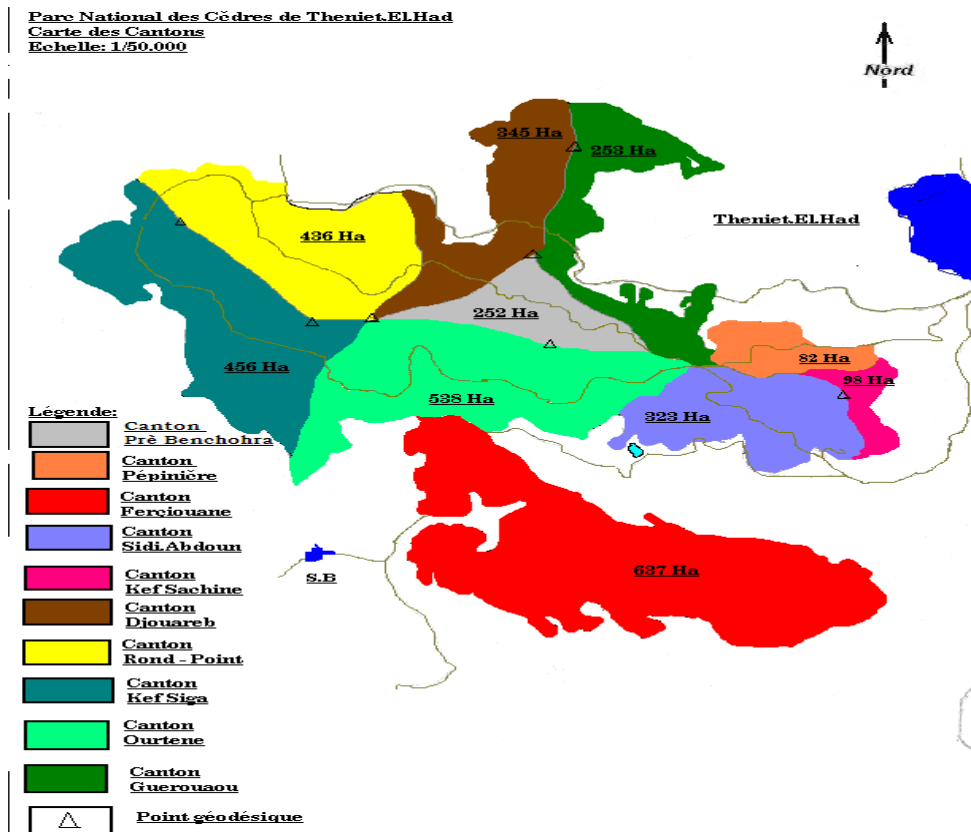 Parc National des Cèdres de Theniet.El.Had
Carte des Cantons
Echelle: 1/50.000
Nord
345 Ha
253 Ha
Theniet.El.Had
436 Ha
252 Ha
82 Ha
456 Ha
98 Ha
538 Ha
323 Ha
637 Ha
S.B
Légende:
Canton
Prè Benchohra
Canton
Pépinière
Canton
Ferçiouane
Canton
Sidi.Abdoun
Canton
Kef Sachine
Canton
Djouareb
Canton
Rond - Point
Canton
Kef Siga
Canton
Ourtene
Canton
Guerouaou
Point géodésique